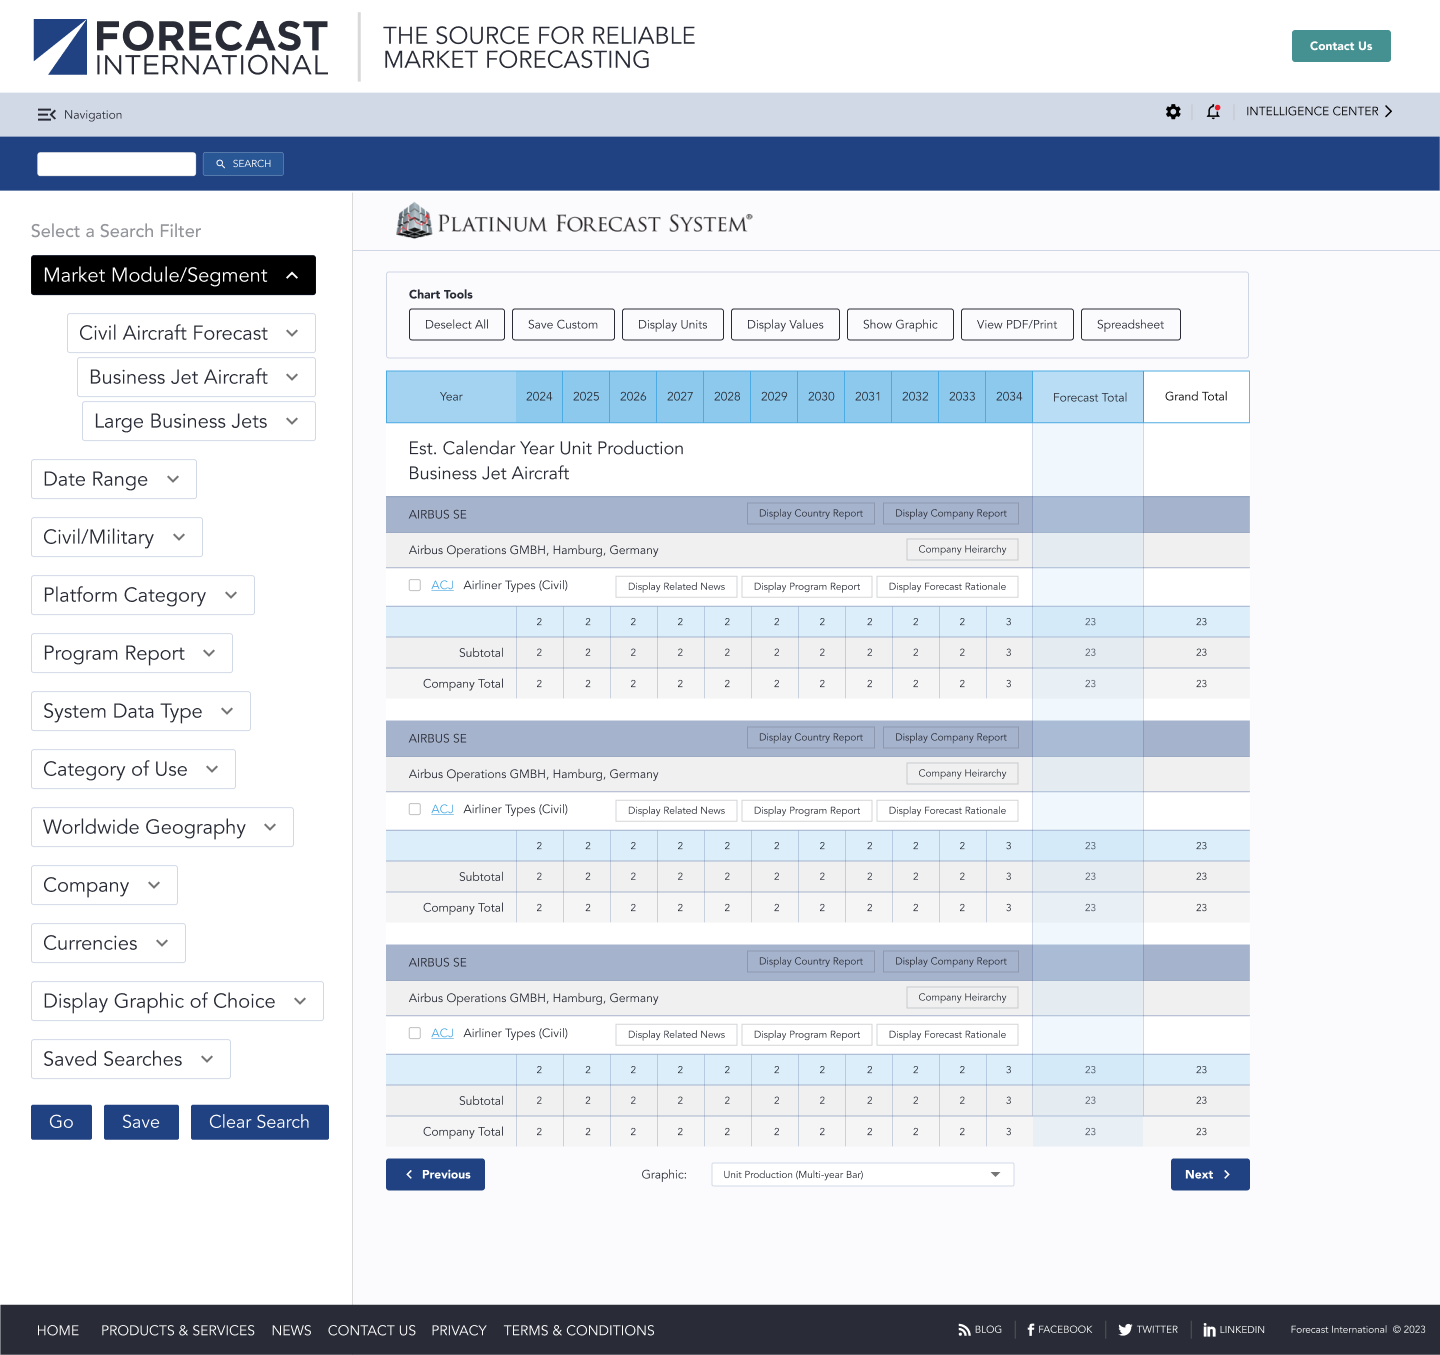 FORECAST
INTERNATIONAL
THE SOURCE FOR RELIABLE
MARKET FORECASTING
Contact Us
Navigation
INTELLIGENCE CENTER
SEARCH
Select a Search Filter
Market Module/Segment
Civil Aircraft Forecast
Business Jet Aircraft
Large Business Jets
Date Range
Civil/Military
Platform Category
Program Report
System Data Type
Category of Use
Worldwide Geography
Company
Currencies
Display Graphic of Choice
Saved Searches
Go Save Clear Search
PLATINUM FORECAST SYSTEM®
Chart Tools
Deselect All Save Custom Display Units Display Values Show Graphic View PDF/Print Spreadsheet
Year 2024 2025 2026 2027 2028 2029 2030 2031 2032 2033 2034 Forecast Total Grand Total
Est. Calendar Year Unit Production
Business Jet Aircraft
AIRBUS SE Display Country Report Display Company Report
Airbus Operations GMBH, Hamburg, Germany Company Heirarchy
ACJ Airliner Types (Civil) Display Related News Display Program Report Display Forecast Rationale
2 2 2 2 2 2 2 2 2 2 3 23 23
Subtotal 2 2 2 2 2 2 2 2 2 2 3 23 23
Company Total 2 2 2 2 2 2 2 2 2 2 3 23 23
AIRBUS SE Display Country Report Display Company Report
Airbus Operations GMBH, Hamburg, Germany Company Heirarchy
ACJ Airliner Types (Civil) Display Related News Display Program Report Display Forecast Rationale
2 2 2 2 2 2 2 2 2 2 3 23 23
Subtotal 2 2 2 2 2 2 2 2 2 2 3 23 23
Company Total 2 2 2 2 2 2 2 2 2 2 3 23 23
AIRBUS SE Display Country Report Display Company Report
Airbus Operations GMBH, Hamburg, Germany Company Heirarchy
ACJ Airliner Types (Civil) Display Related News Display Program Report Display Forecast Rationale
2 2 2 2 2 2 2 2 2 2 3 23 23
Subtotal 2 2 2 2 2 2 2 2 2 2 3 23 23
Company Total 2 2 2 2 2 2 2 2 2 2 3 23 23
Previous Graphic: Unit Production (Multi-year Bar) Next
HOME PRODUCTS & SERVICES NEWS CONTACT US PRIVACY TERMS & CONDITIONS BLOG FACEBOOK TWITTER LINKEDIN Forecast International © 2023